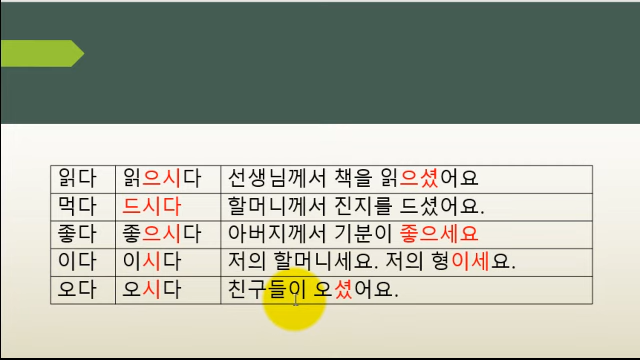 읽다 읽으시다 선생님께서 책을 읽으셨어요
먹다 드시다 할머니께서 진지를 드셨어요.
좋다 좋으시다 아버지께서 기분이 좋으세요
이다 이시다 저의 할머니세요. 저의 형이세요.
오다 오시다 친구들이 오셨어요.